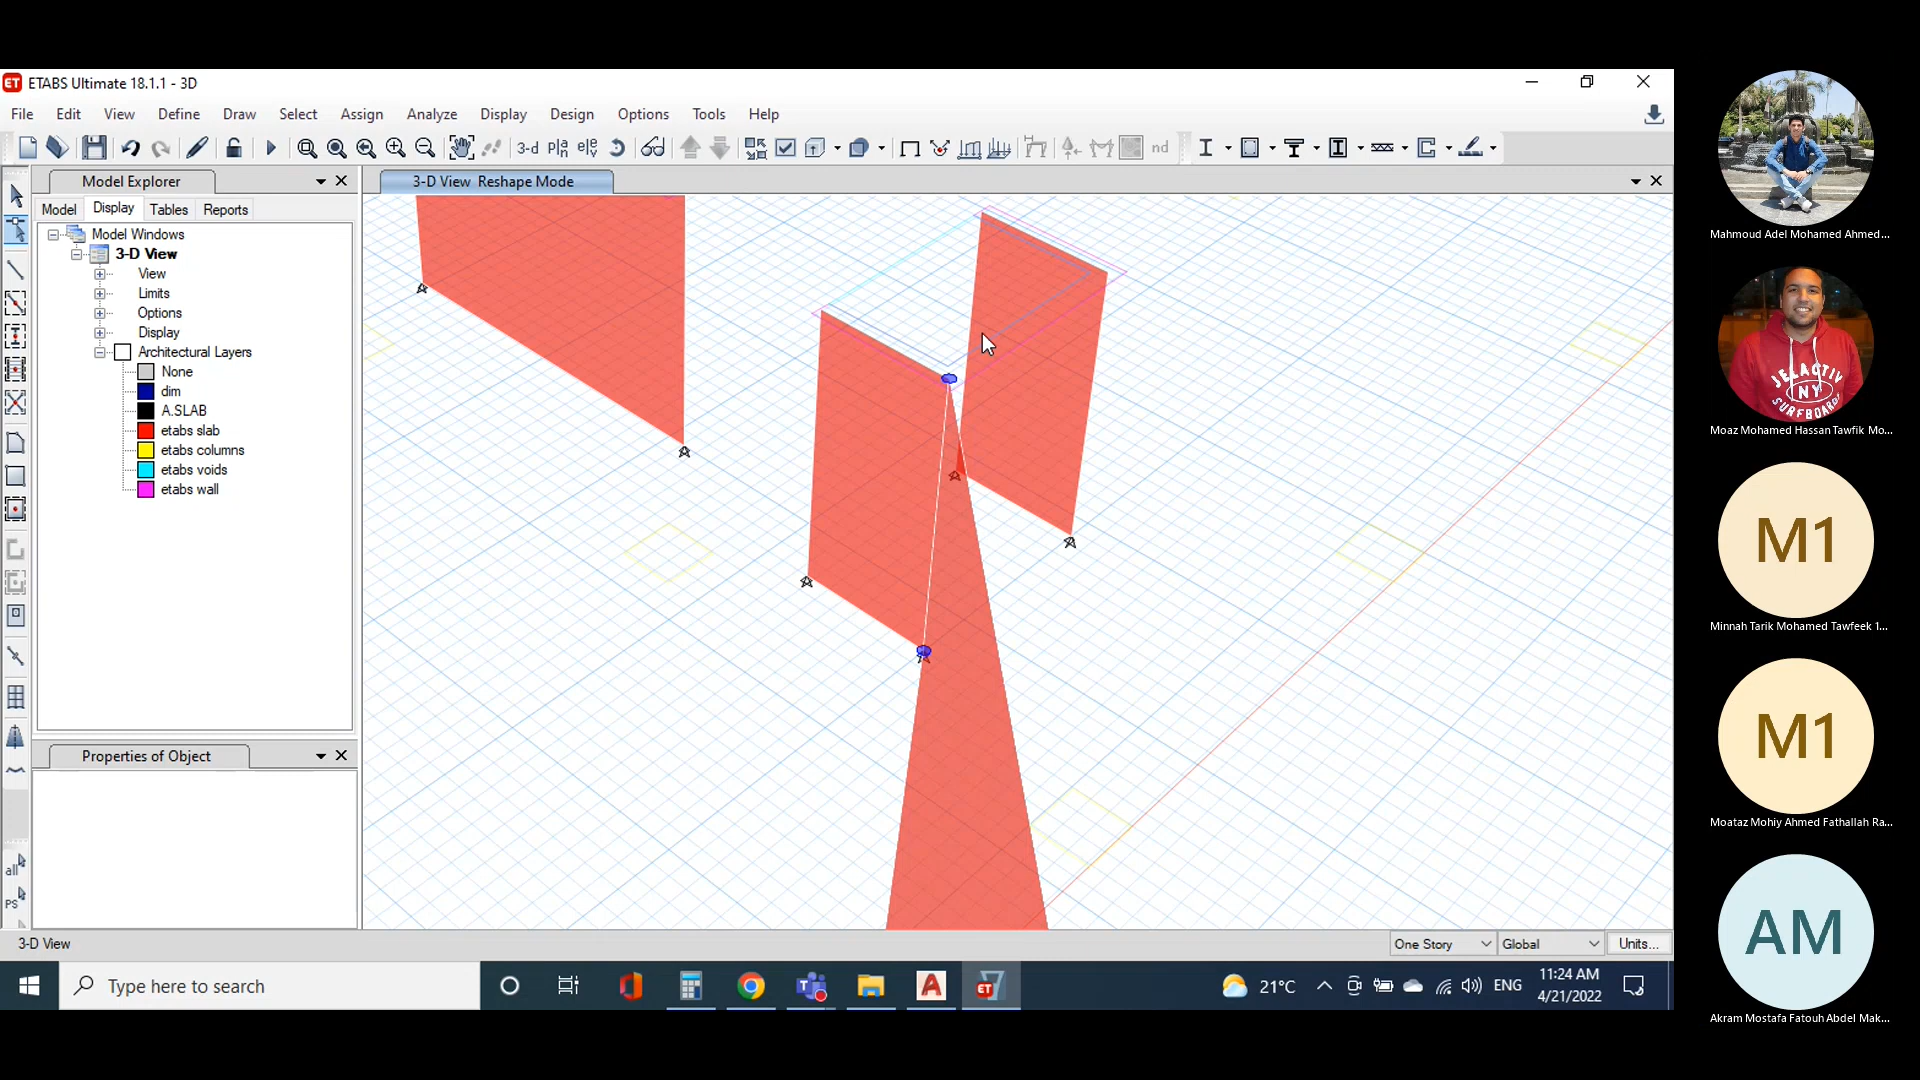 ETABS Ultimate 18.1.1 - 3D
File Edit View Define Draw Select Assign Analyze Display Design Options Tools Help
3-d
nd
Model Explorer
3-D View Reshape Mode
Model Display Tables Reports
Model Windows
3-D View
View
Limits
Options
Display
Architectural Layers
None
dim
A.SLAB
etabs slab
etabs columns
etabs voids
etabs wall
Properties of Object
all
PS
3-D View
One Story
Global
Units...
Type here to search
21°C
ENG
11:24 AM
4/21/2022
Mahmoud Adel Mohamed Ahmed...
JELACTIV
NY
SURFBOARD
Moaz Mohamed Hassan Tawfik Mo...
M1
Minnah Tarik Mohamed Tawfeek 1...
M1
Moataz Mohiy Ahmed Fathallah Ra...
AM
Akram Mostafa Fatouh Abdel Mak...